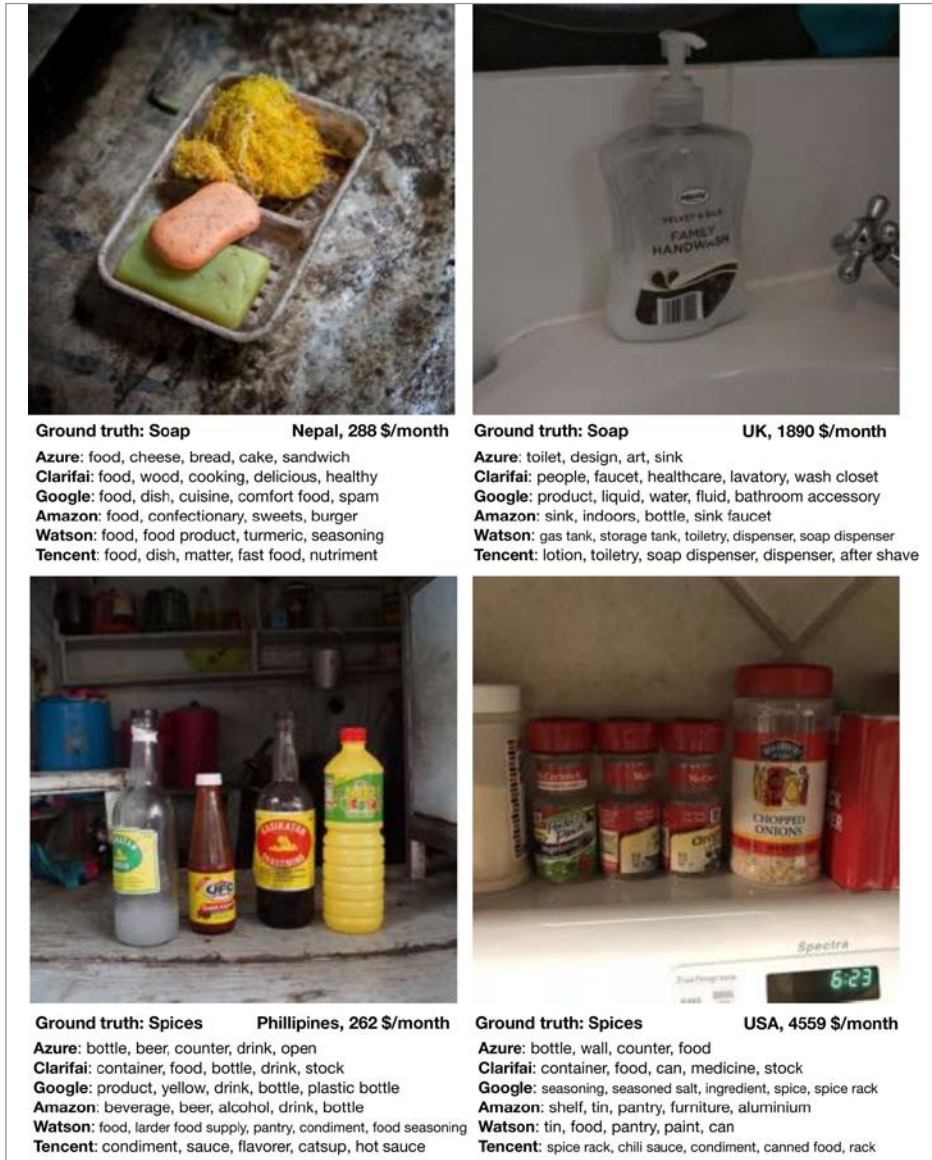 VELVET & SILK
FAMILY
HANDWASH
Ground truth: Soap Nepal, 288 $/month
Azure: food, cheese, bread, cake, sandwich
Clarifai: food, wood, cooking, delicious, healthy
Google: food, dish, cuisine, comfort food, spam
Amazon: food, confectionary, sweets, burger
Watson: food, food product, turmeric, seasoning
Tencent: food, dish, matter, fast food, nutriment
Ground truth: Soap UK, 1890 $/month
Azure: toilet, design, art, sink
Clarifai: people, faucet, healthcare, lavatory, wash closet
Google: product, liquid, water, fluid, bathroom accessory
Amazon: sink, indoors, bottle, sink faucet
Watson: gas tank, storage tank, toiletry, dispenser, soap dispenser
Tencent: lotion, toiletry, soap dispenser, dispenser, after shave
UFC
CHOPPED
ONIONS
Spectra
6:23
Ground truth: Spices Phillipines, 262 $/month
Azure: bottle, beer, counter, drink, open
Clarifai: container, food, bottle, drink, stock
Google: product, yellow, drink, bottle, plastic bottle
Amazon: beverage, beer, alcohol, drink, bottle
Watson: food, larder food supply, pantry, condiment, food seasoning
Tencent: condiment, sauce, flavorer, catsup, hot sauce
Ground truth: Spices USA, 4559 $/month
Azure: bottle, wall, counter, food
Clarifai: container, food, can, medicine, stock
Google: seasoning, seasoned salt, ingredient, spice, spice rack
Amazon: shelf, tin, pantry, furniture, aluminium
Watson: tin, food, pantry, paint, can
Tencent: spice rack, chili sauce, condiment, canned food, rack